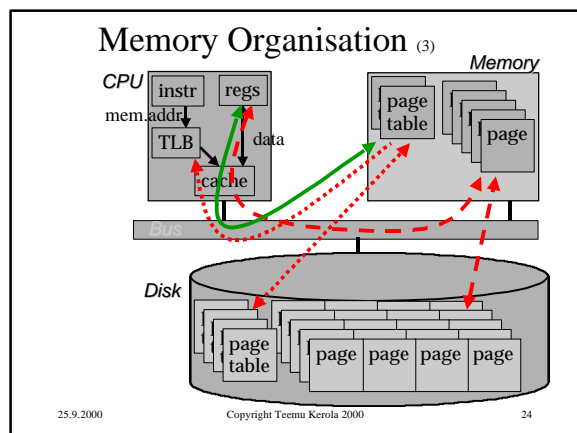 Memory Organisation (3)
CPU
Memory
instr
regs
mem.addr
data
TLB
cache
page
table
page
Bus
Disk
page
table
page
page
page
page
25.9.2000
Copyright Teemu Kerola 2000
24